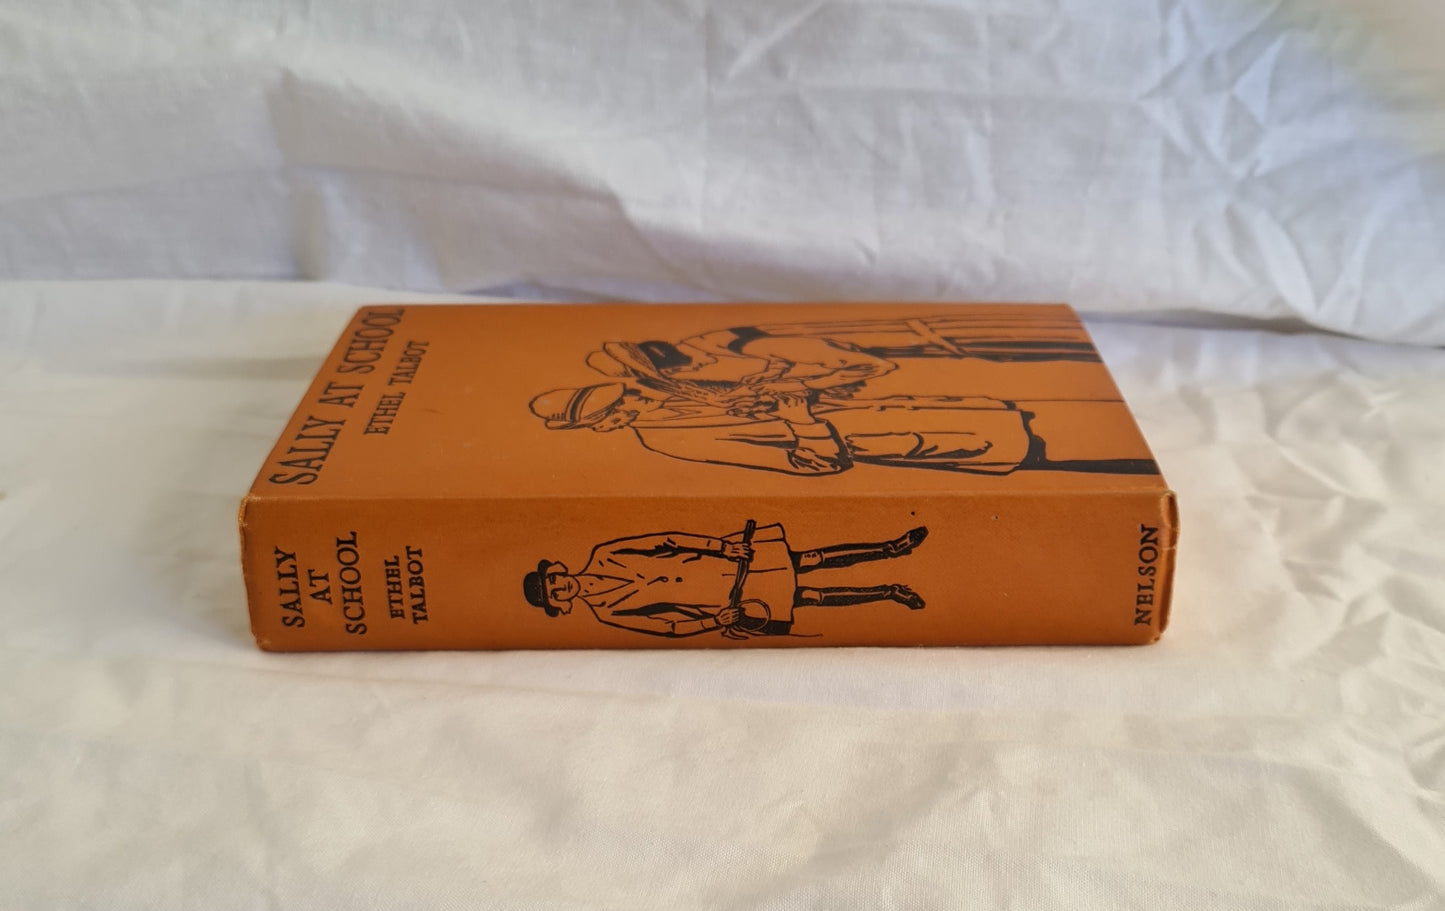 SALLY AT SCHOOL
ETHEL TALBOT
SALLY
AT
SCHOOL
ETHEL
TALBOT
NELSON